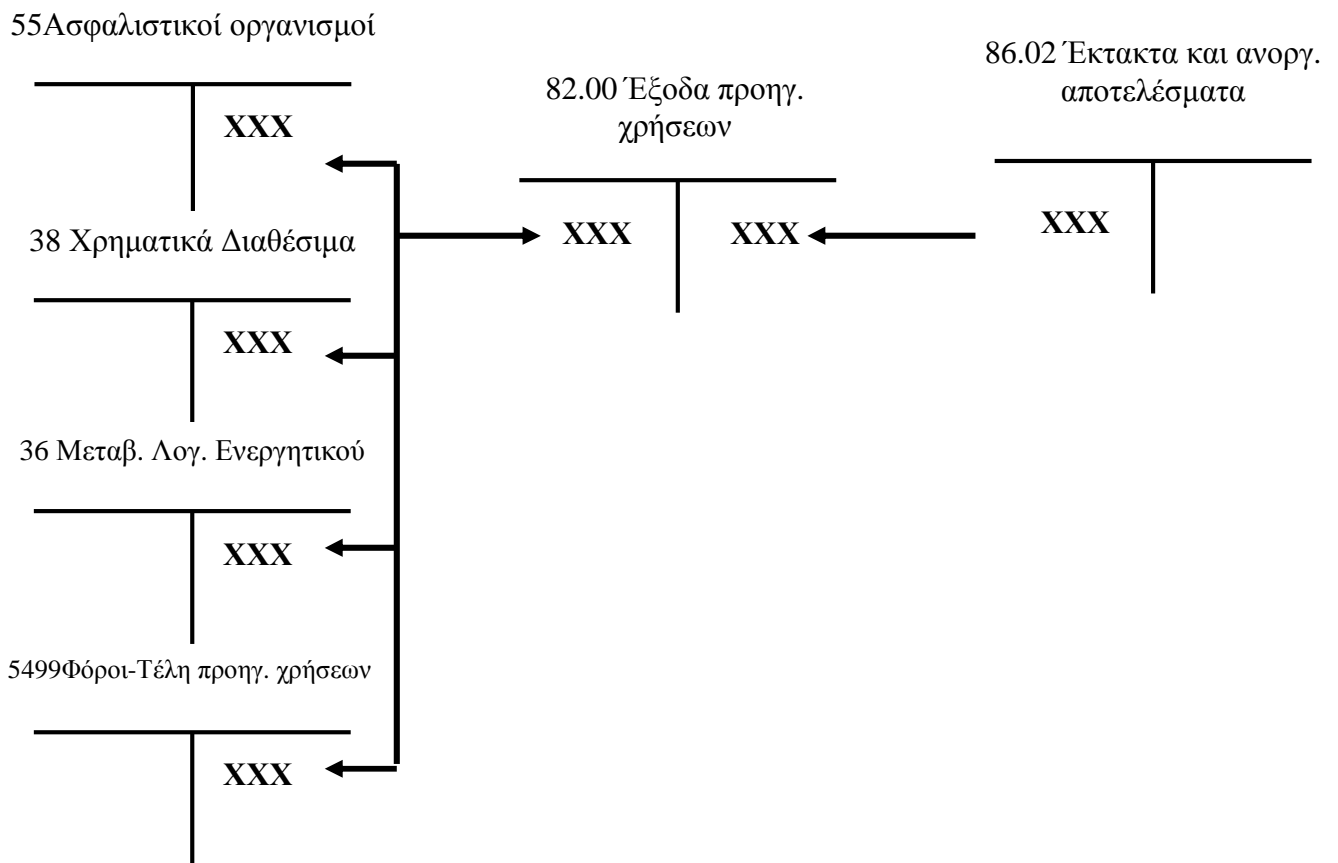 55Ασφαλιστικοί οργανισμοί
XXX
38 Χρηματικά Διαθέσιμα
XXX
36 Μεταβ. Λογ. Ενεργητικού
XXX
5499Φόροι-Τέλη προηγ. χρήσεων
XXX
82.00 Έξοδα προηγ.
χρήσεων
XXX XXX
86.02 Έκτακτα και ανοργ.
αποτελέσματα
XXX